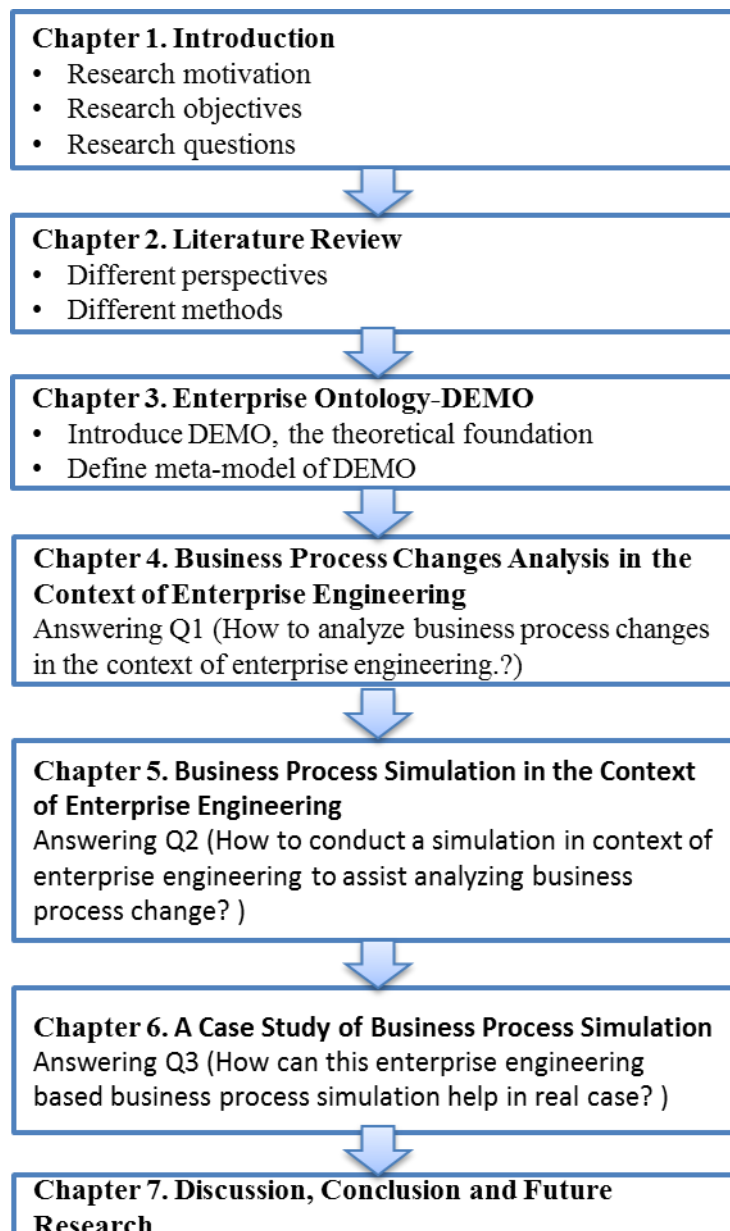 Chapter 1. Introduction
• Research motivation
• Research objectives
• Research questions
Chapter 2. Literature Review
• Different perspectives
• Different methods
Chapter 3. Enterprise Ontology-DEMO
• Introduce DEMO, the theoretical foundation
• Define meta-model of DEMO
Chapter 4. Business Process Changes Analysis in the
Context of Enterprise Engineering
Answering Q1 (How to analyze business process changes
in the context of enterprise engineering.?)
Chapter 5. Business Process Simulation in the Context
of Enterprise Engineering
Answering Q2 (How to conduct a simulation in context of
enterprise engineering to assist analyzing business
process change? )
Chapter 6. A Case Study of Business Process Simulation
Answering Q3 (How can this enterprise engineering
based business process simulation help in real case? )
Chapter 7. Discussion, Conclusion and Future
Research